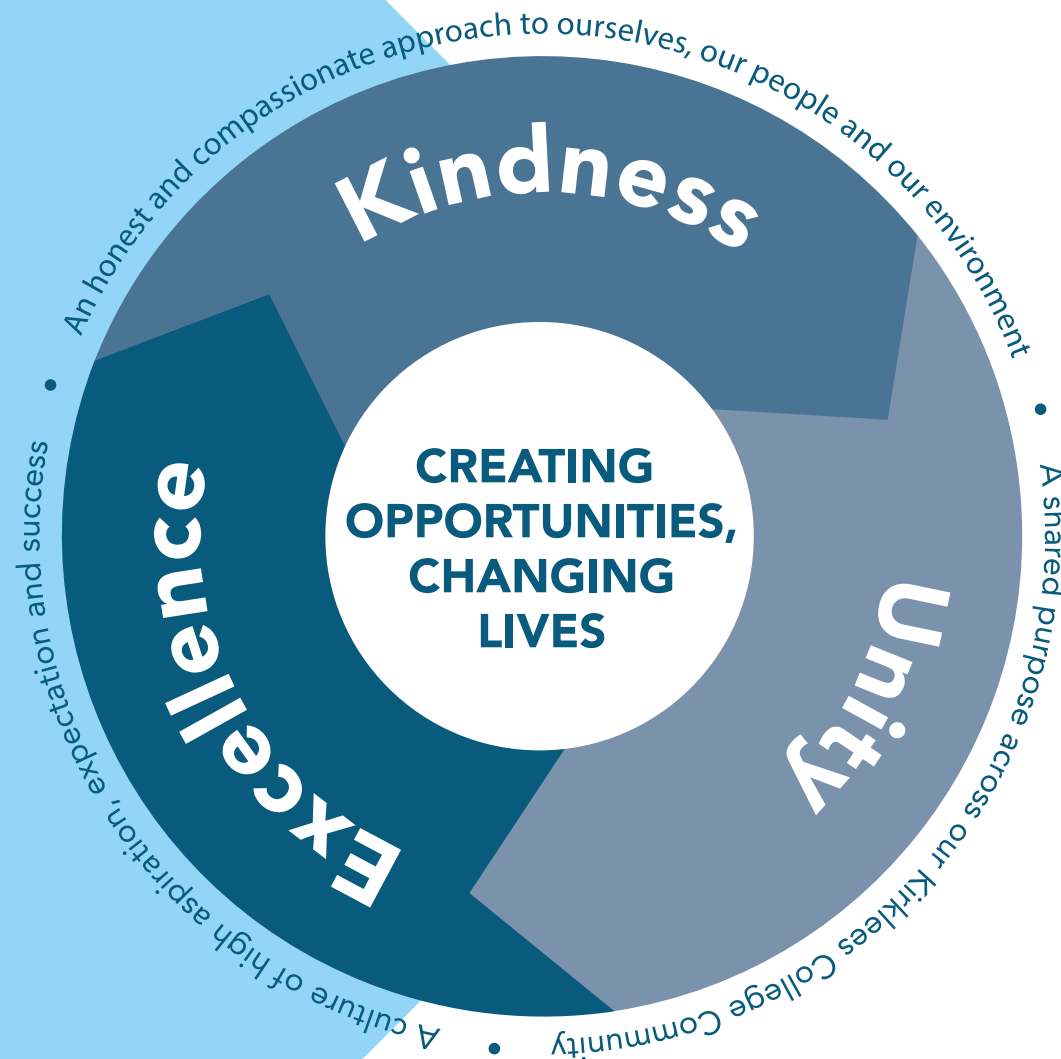 An honest and compassionate approach to ourselves, our people and our environment
•
A shared purpose across our Kirklees College Community
•
A culture of high aspiration, expectation and success
•
Kindness
Unity
Excellence
CREATING
OPPORTUNITIES,
CHANGING
LIVES